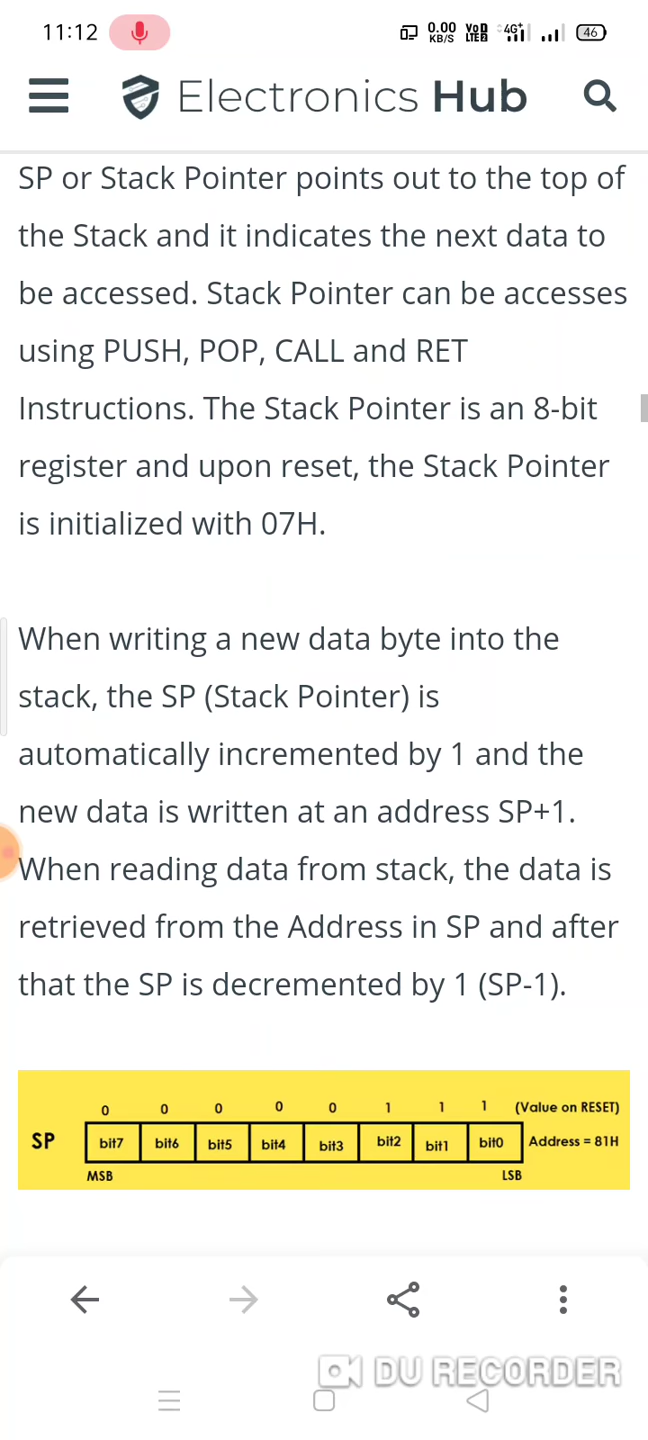 11:12 0.00 KB/S VoD LTE 4G+ 46
Electronics Hub
SP or Stack Pointer points out to the top of
the Stack and it indicates the next data to
be accessed. Stack Pointer can be accesses
using PUSH, POP, CALL and RET
Instructions. The Stack Pointer is an 8-bit
register and upon reset, the Stack Pointer
is initialized with 07H.
When writing a new data byte into the
stack, the SP (Stack Pointer) is
automatically incremented by 1 and the
new data is written at an address SP+1.
When reading data from stack, the data is
retrieved from the Address in SP and after
that the SP is decremented by 1 (SP-1).
0 0 0 0 0 1 1 1 (Value on RESET)
SP bit7 bit6 bit5 bit4 bit3 bit2 bit1 bit0 Address = 81H
MSB LSB
DU RECORDER